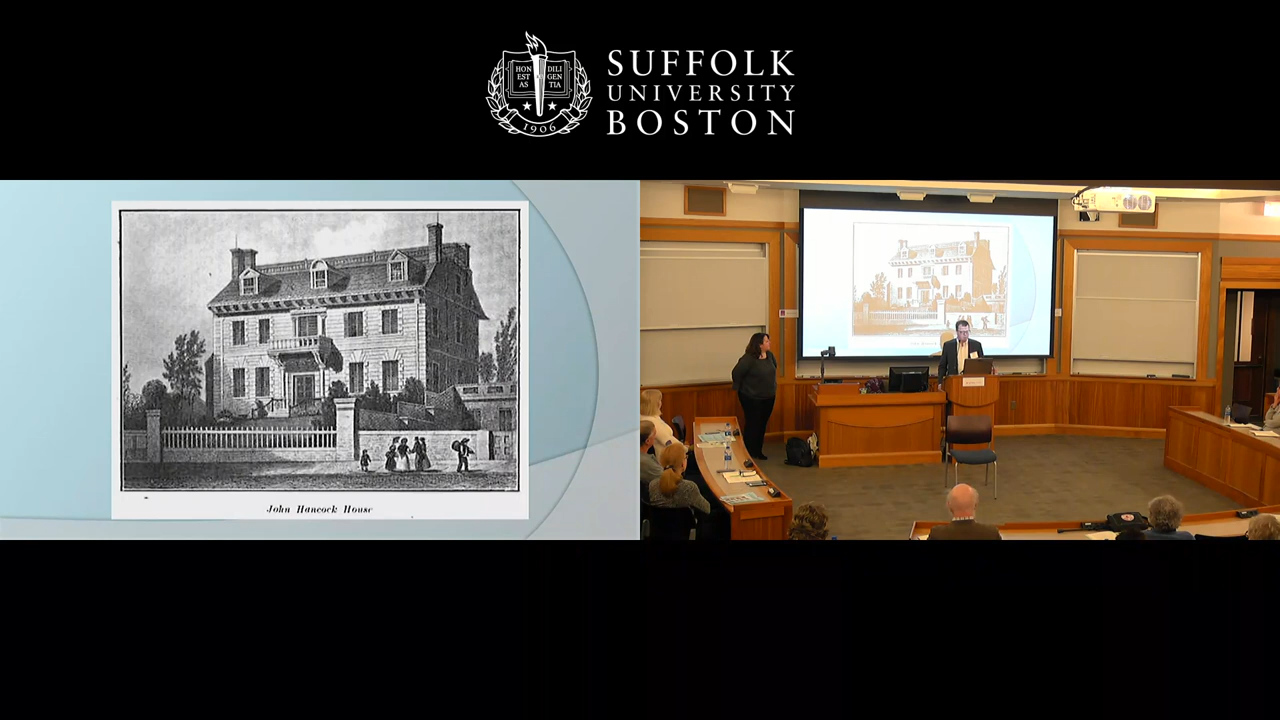 HON
EST
AS
DILI
GEN
TIA
1906
SUFFOLK
UNIVERSITY
BOSTON
John Hancock House